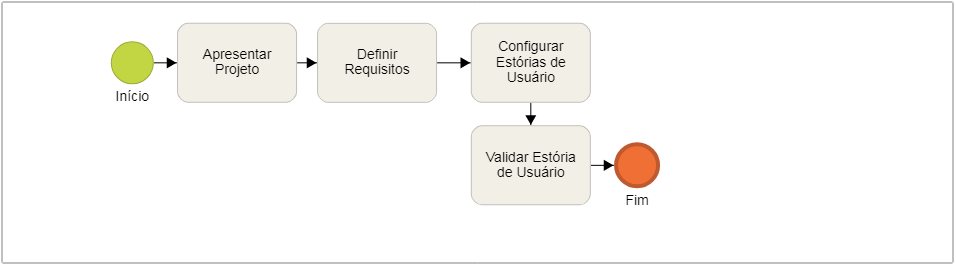 Apresentar
Projeto
Definir
Requisitos
Configurar
Estórias de
Usuário
Início
Validar Estória
de Usuário
Fim